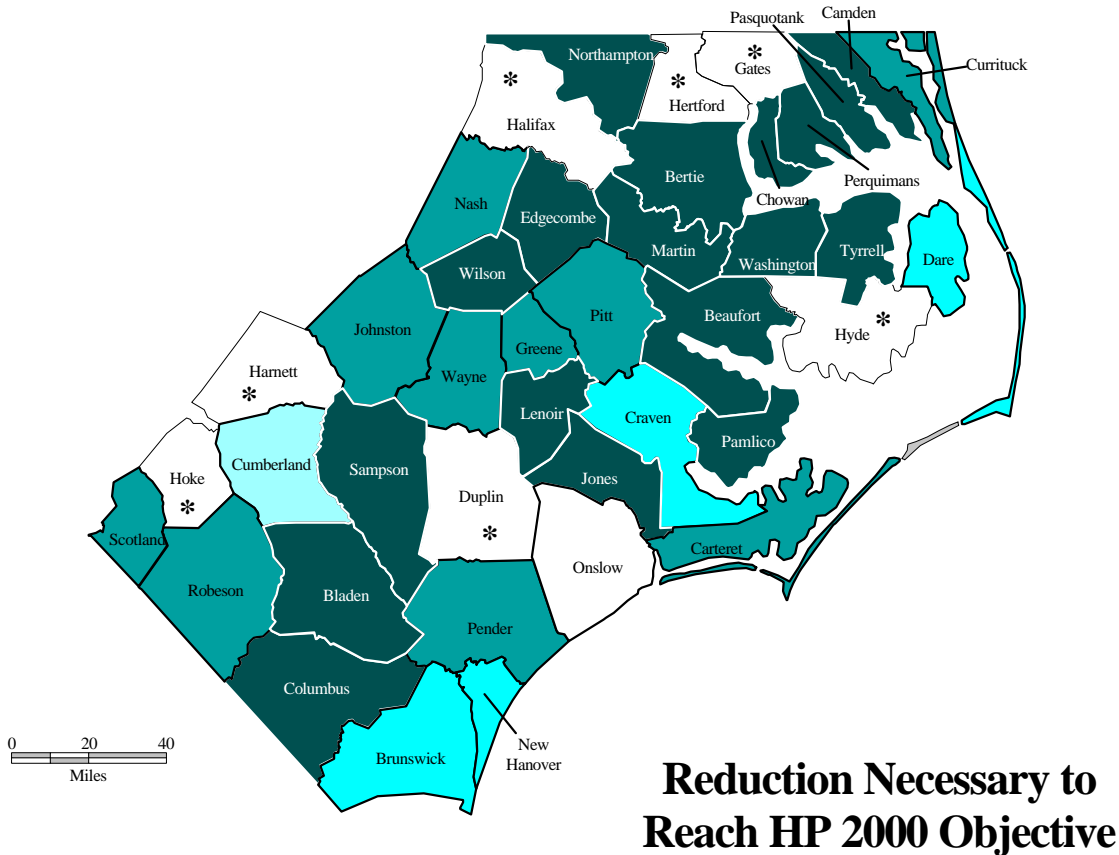 Pasquotank
Camden
Northampton
*
Gates
Currituck
*
*
Hertford
Halifax
Bertie
Perquimans
Chowan
Nash
Edgecombe
Martin
Washington
Tyrrell
Dare
Wilson
Beaufort
Pitt
*
Hyde
Johnston
Greene
Wayne
Harnett
*
Lenoir
Craven
Pamlico
Cumberland
Sampson
Hoke
*
Duplin
*
Jones
Scotland
Carteret
Onslow
Robeson
Bladen
Pender
Columbus
New
Hanover
Brunswick
0 20 40
Miles
Reduction Necessary to
Reach HP 2000 Objective